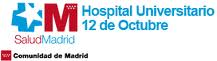 Hospital Universitario
12 de Octubre
SaludMadrid
Comunidad de Madrid